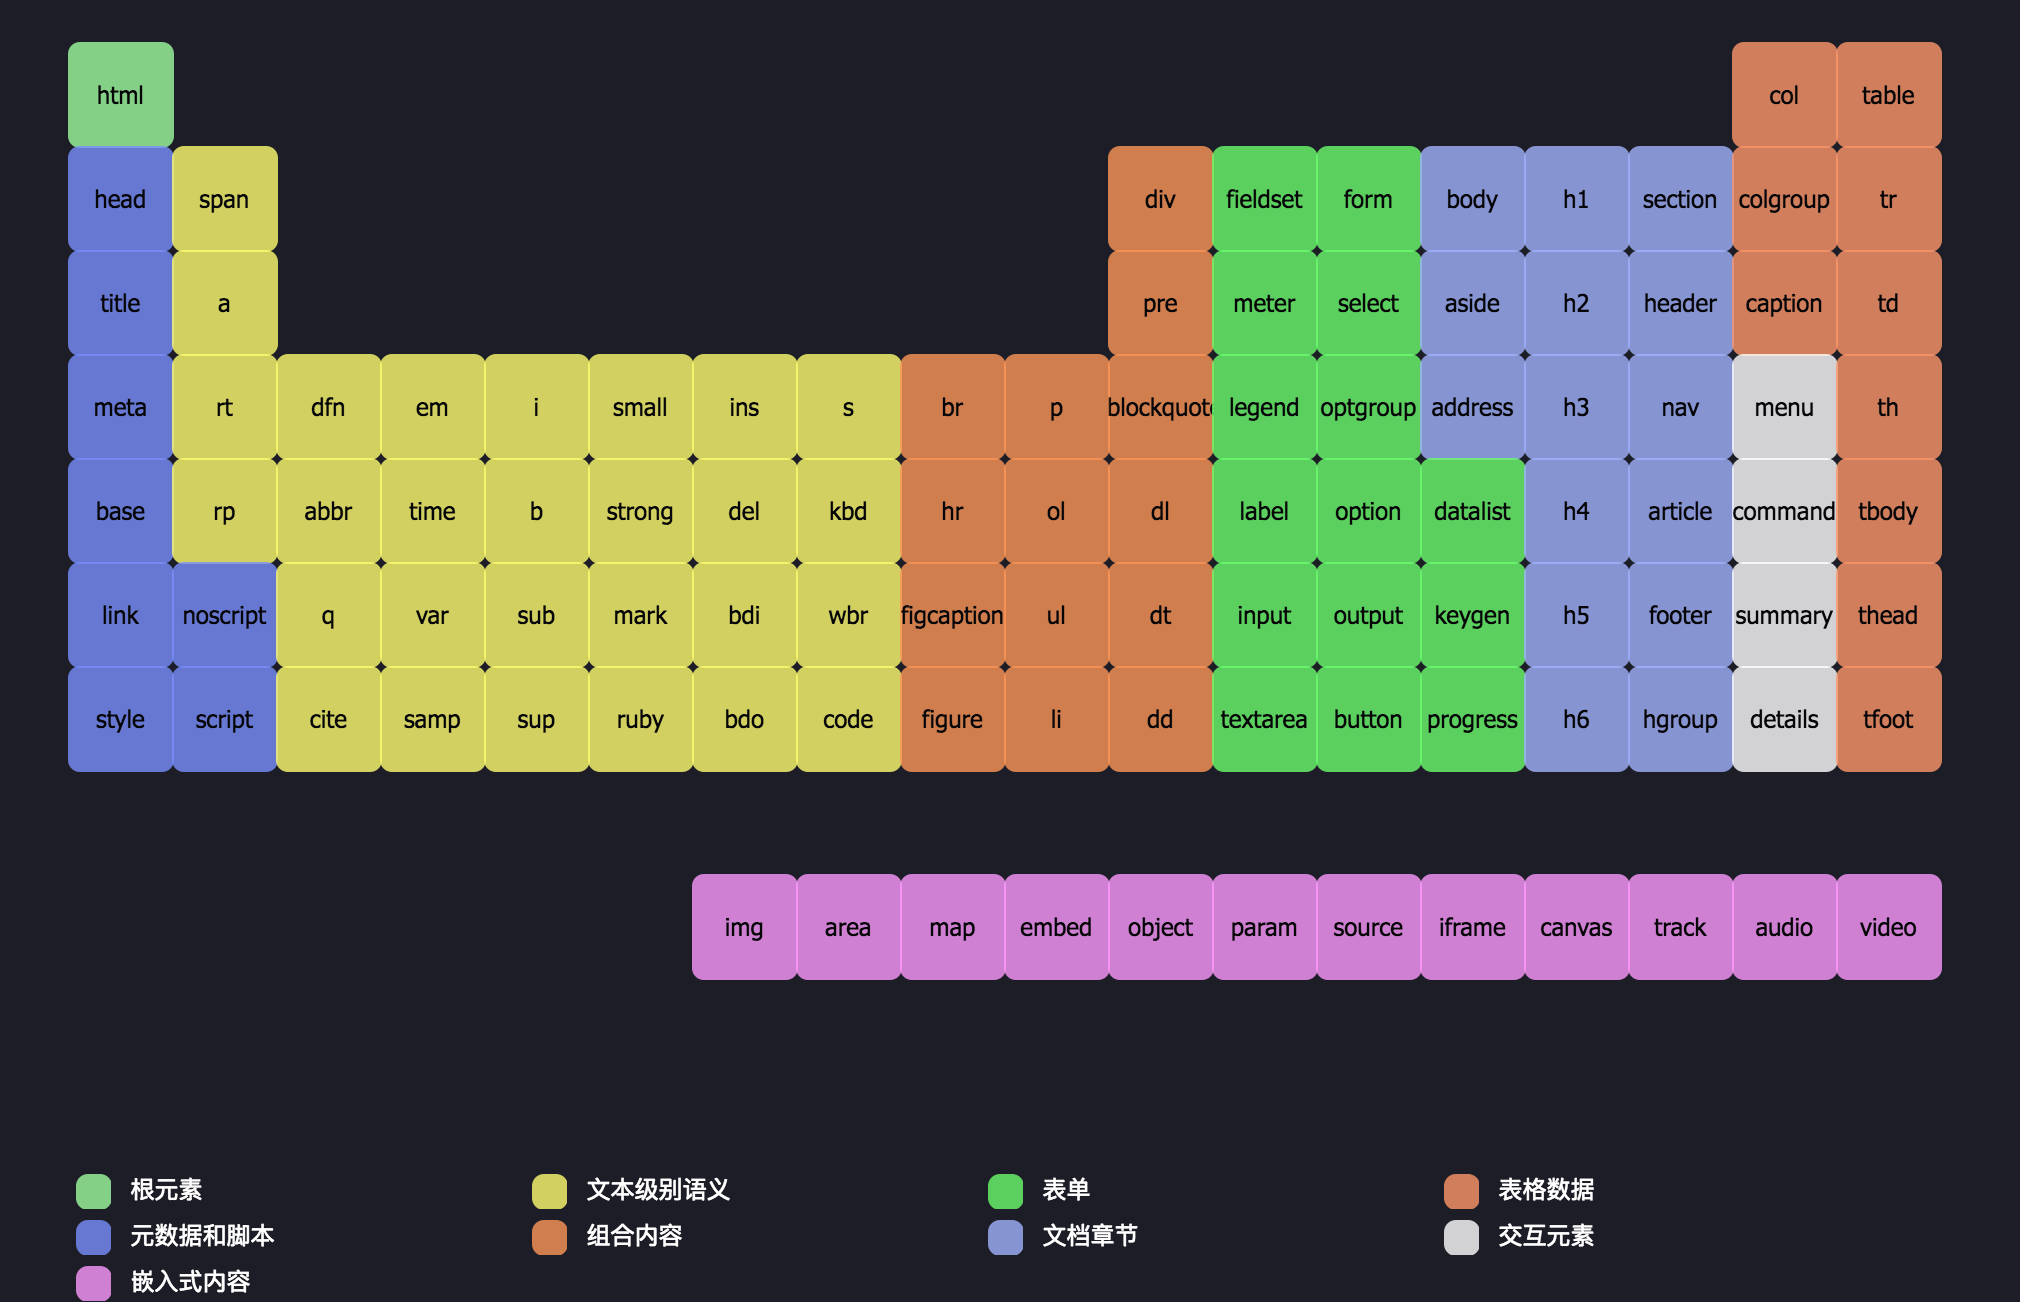 html col table
head span div fieldset form body h1 section colgroup tr
title a pre meter select aside h2 header caption td
meta rt dfn em i small ins s br p blockquote legend optgroup address h3 nav menu th
base rp abbr time b strong del kbd hr ol dl label option datalist h4 article command tbody
link noscript q var sub mark bdi wbr figcaption ul dt input output keygen h5 footer summary thead
style script cite samp sup ruby bdo code figure li dd textarea button progress h6 hgroup details tfoot
img area map embed object param source iframe canvas track audio video
根元素 文本级别语义 表单 表格数据
元数据和脚本 组合内容 文档章节 交互元素
嵌入式内容